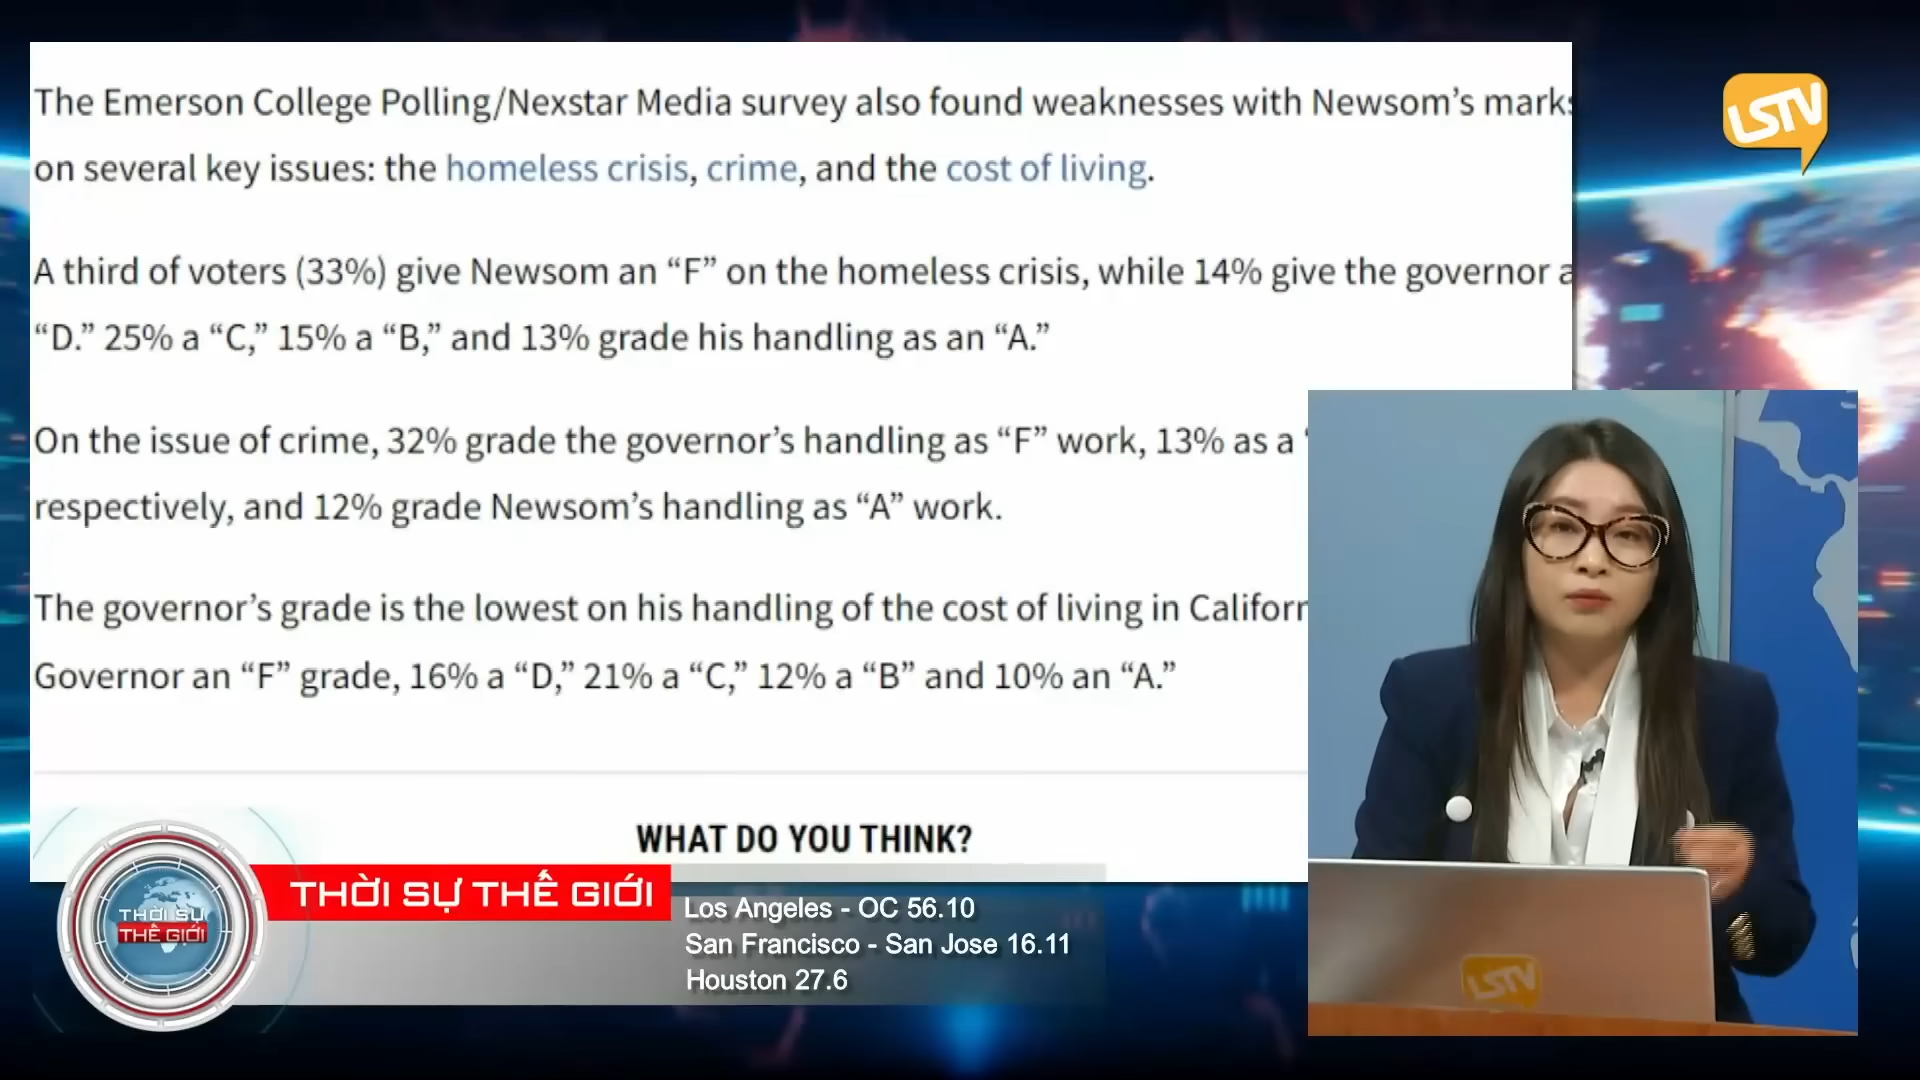 The Emerson College Polling/Nexstar Media survey also found weaknesses with Newsom’s marks
on several key issues: the homeless crisis, crime, and the cost of living.
A third of voters (33%) give Newsom an “F” on the homeless crisis, while 14% give the governor a
“D.” 25% a “C,” 15% a “B,” and 13% grade his handling as an “A.”
On the issue of crime, 32% grade the governor’s handling as “F” work, 13% as a
respectively, and 12% grade Newsom’s handling as “A” work.
The governor’s grade is the lowest on his handling of the cost of living in Califor
Governor an “F” grade, 16% a “D,” 21% a “C,” 12% a “B” and 10% an “A.”
WHAT DO YOU THINK?
LSTV
THỜI SỰ THẾ GIỚI
THỜI SỰ
THẾ GIỚI
Los Angeles - OC 56.10
San Francisco - San Jose 16.11
Houston 27.6
LSTV